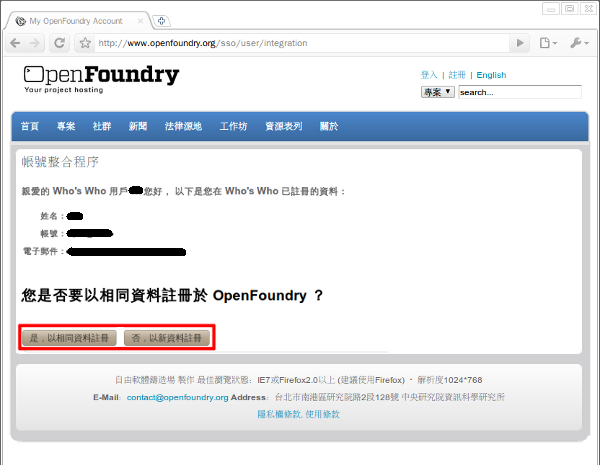 My OpenFoundry Account
http://www.openfoundry.org/sso/user/integration
OpenFoundry
Your project hosting
登入 | 註冊 | English
專案 search...
首頁 專案 社群 新聞 法律源地 工作坊 資源表列 關於
帳號整合程序
親愛的 Who's Who 用戶 您好， 以下是您在 Who's Who 已註冊的資料：
姓名：
帳號：
電子郵件：
您是否要以相同資料註冊於 OpenFoundry ？
是，以相同資料註冊 否，以新資料註冊
自由軟體鑄造場 製作 最佳瀏覽狀態: IE7或Firefox2.0以上 (建議使用Firefox) ‧ 解析度1024*768
E-Mail: contact@openfoundry.org Address: 台北市南港區研究院路2段128號 中央研究院資訊科學研究所
隱私權條款, 使用條款